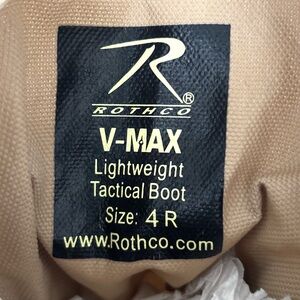 R
®
ROTHCO
V-MAX
Lightweight
Tactical Boot
Size: 4 R
www.Rothco.com